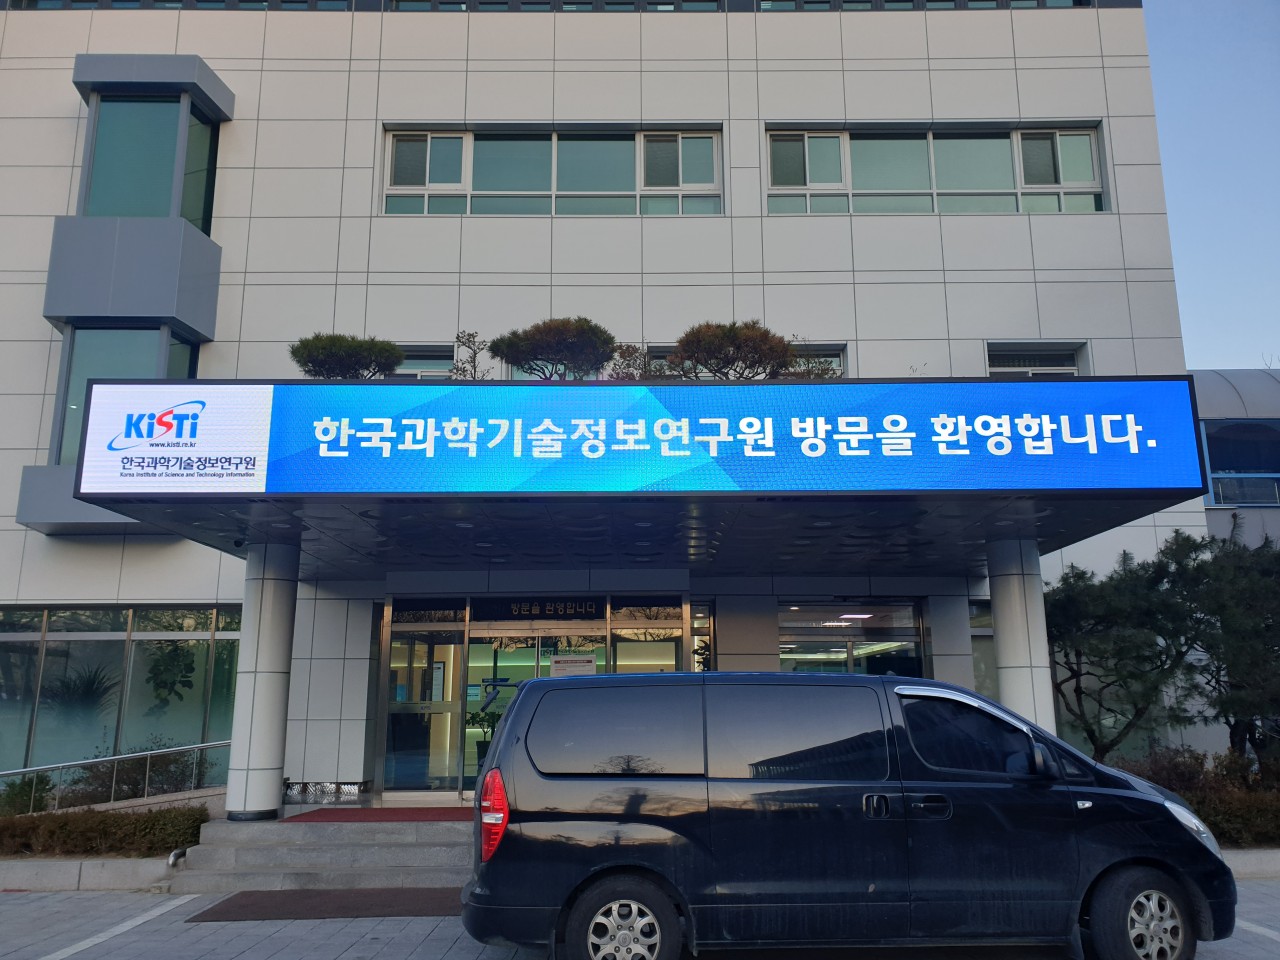 KiSTi
www.kisti.re.kr
한국과학기술정보연구원
Korea Institute of Science and Technology Information
한국과학기술정보연구원 방문을 환영합니다.
방문을 환영합니다